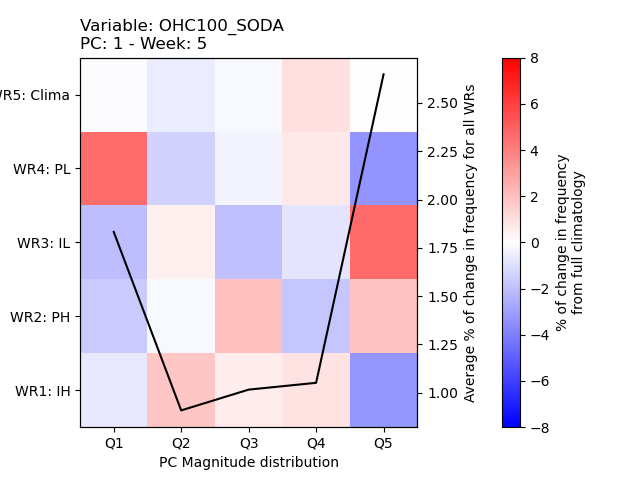 Variable: OHC100_SODA
PC: 1 - Week: 5
WR5: Clima
WR4: PL
WR3: IL
WR2: PH
WR1: IH
Q1 Q2 Q3 Q4 Q5
PC Magnitude distribution
2.50
2.25
2.00
1.75
1.50
1.25
1.00
Average % of change in frequency for all WRs
8
6
4
2
0
−2
−4
−6
−8
% of change in frequency
from full climatology